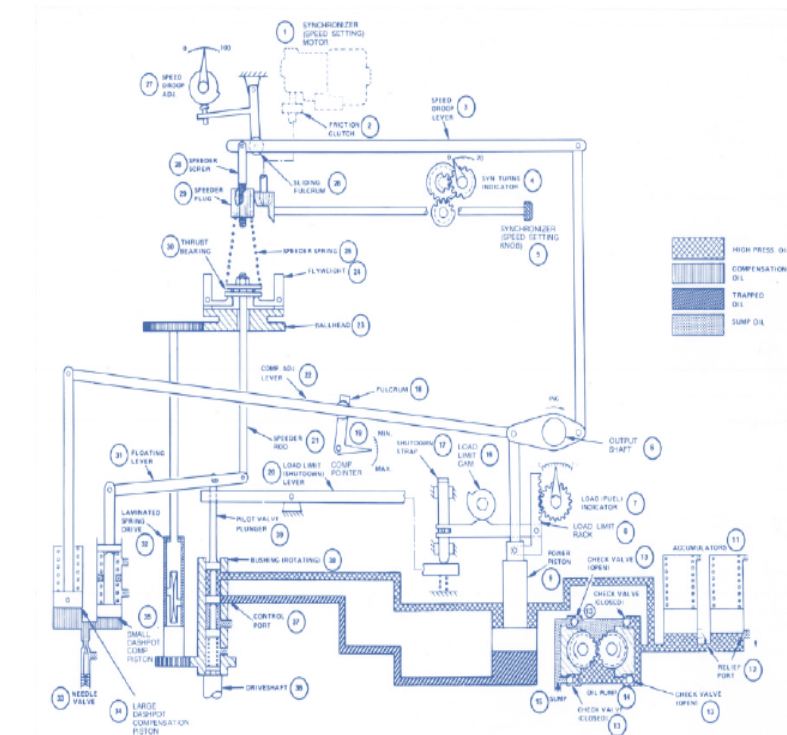 1
SYNCHRONIZER
(SPEED SETTING)
MOTOR
0 100
27
SPEED
DROOP
ADJ.
FRICTION
CLUTCH
2
SPEED
DROOP
LEVER
3
28
SPEEDER
SCREW
29
SPEEDER
PLUG
SLIDING
FULCRUM
26
0 20
SYN TURNS
INDICATOR
4
SYNCHRONIZER
(SPEED SETTING
KNOB)
5
30
THRUST
BEARING
SPEEDER SPRING
25
FLYWEIGHT
24
BALLHEAD
23
HIGH PRESS OI
COMPENSATION
OIL
TRAPPED
OIL
SUMP OIL
COMP. ADJ
LEVER
22
FULCRUM
18
INC
OUTPUT
SHAFT
6
31
FLOATING
LEVER
SPEEDER
ROD
21
19
COMP
POINTER
MIN.
MAX
SHUTDOWN
STRAP
17
LOAD
LIMIT
CAM
16
20
LOAD LIMIT
(SHUTDOWN)
LEVER
LOAD (FUEL)
INDICATOR
7
LOAD LIMIT
RACK
8
LAMINATED
SPRING
DRIVE
32
PILOT VALVE
PLUNGER
39
BUSHING (ROTATING)
38
POWER
PISTON
9
CHECK VALVE
(OPEN)
13
ACCUMULATORS
11
CHECK VALVE
(CLOSED)
13
35
SMALL
DASHPOT
COMP
PISTON
CONTROL
PORT
37
RELIEF
PORT
12
33
NEEDLE
VALVE
34
LARGE
DASHPOT
COMPENSATION
PISTON
DRIVESHAFT
36
15
SUMP
OIL PUMP
14
CHECK VALVE
(OPEN)
13
CHECK VALVE
(CLOSED)
13